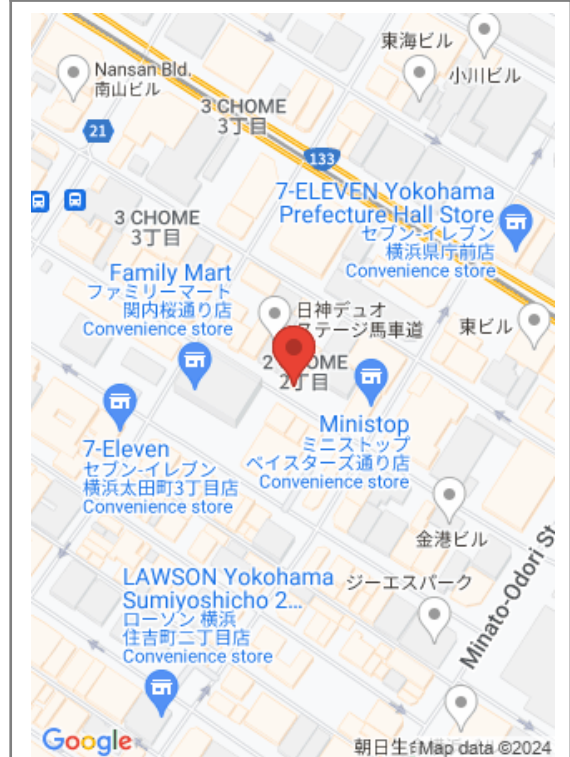 東海ビル
小川ビル
Nansan Bld.
南山ビル
3 CHOME
3丁目
21
133
7-ELEVEN Yokohama
Prefecture Hall Store
セブン-イレブン
横浜県庁前店
Convenience store
3 CHOME
3丁目
Family Mart
ファミリーマート
関内桜通り店
Convenience store
日神デュオ
ステージ馬車道
東ビル
2 CHOME
2丁目
Ministop
ミニストップ
ベイスターズ通り店
Convenience store
7-Eleven
セブン-イレブン
横浜太田町3丁目店
Convenience store
金港ビル
Minato-Odori St
LAWSON Yokohama
Sumiyoshicho 2...
ローソン 横浜
住吉町二丁目店
Convenience store
ジーエスパーク
Google
朝日生
Map data ©2024